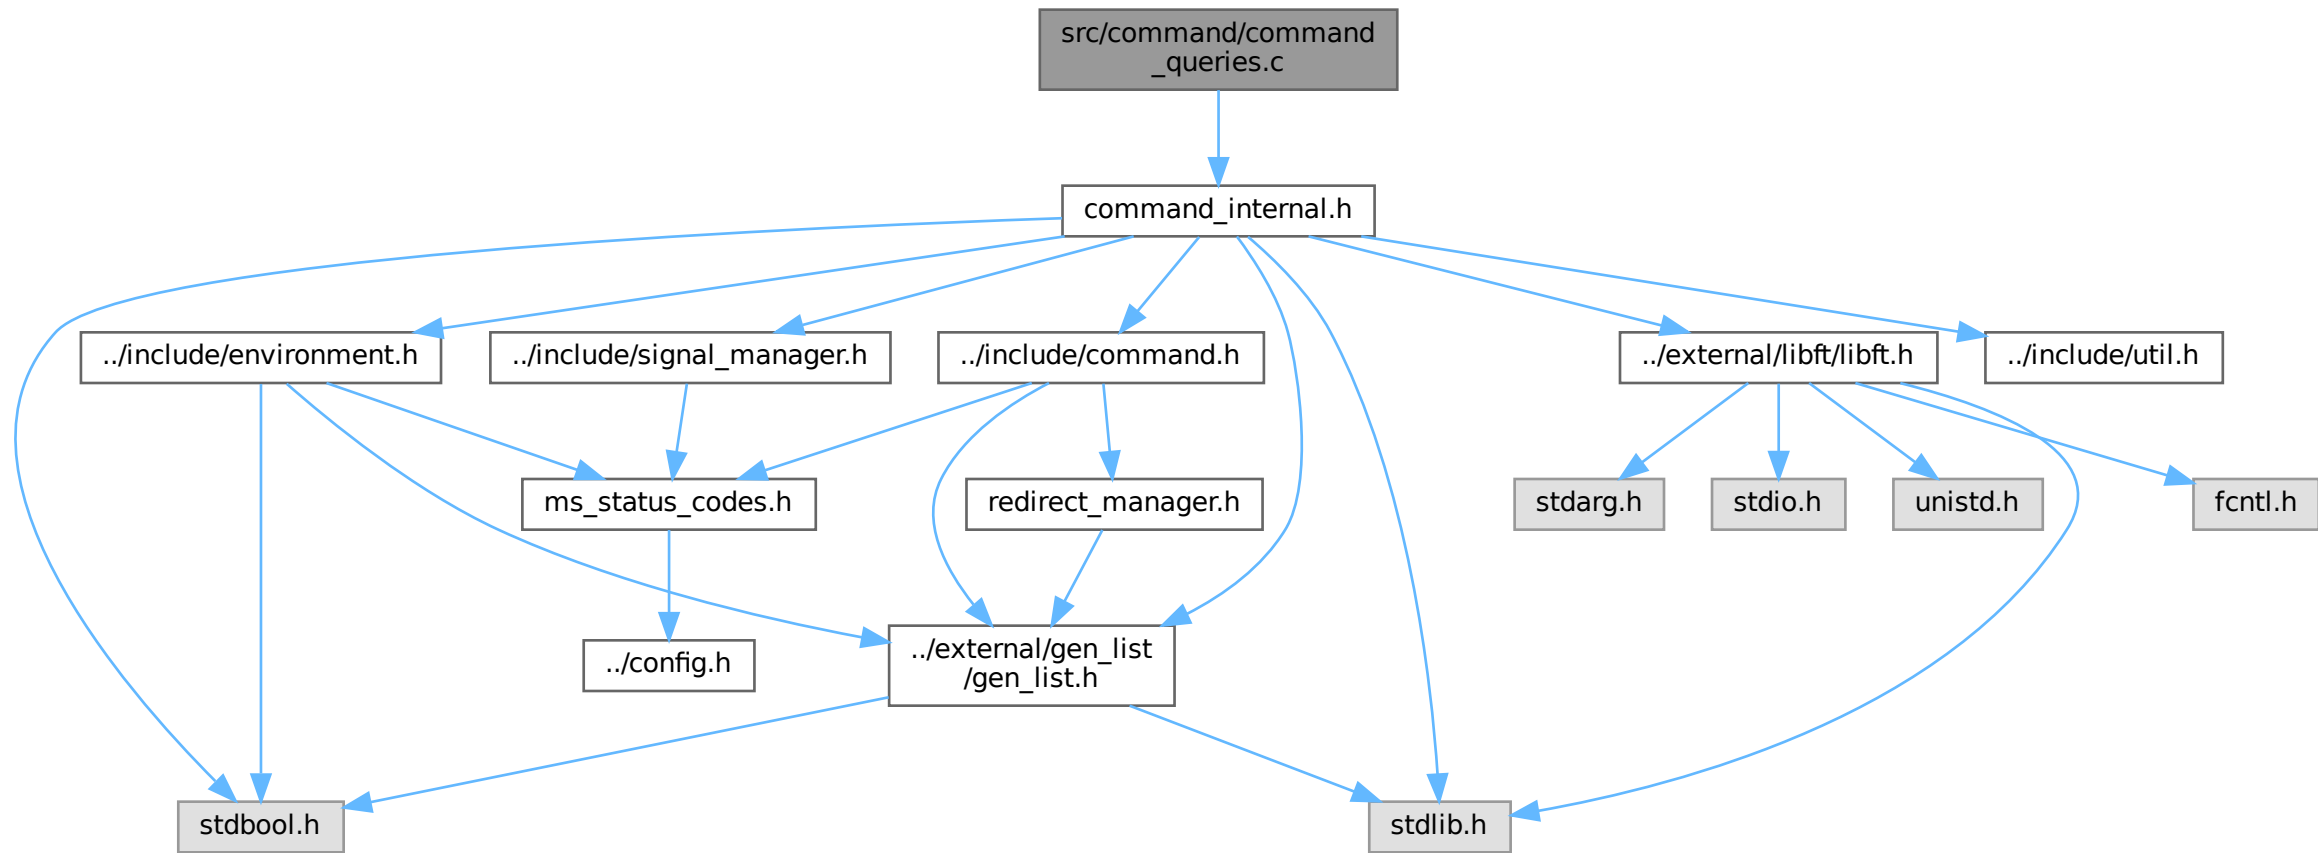 src/command/command
_queries.c
command_internal.h
../include/environment.h
../include/signal_manager.h
../include/command.h
../external/libft/libft.h
../include/util.h
ms_status_codes.h
redirect_manager.h
stdarg.h
stdio.h
unistd.h
fcntl.h
../config.h
../external/gen_list
/gen_list.h
stdbool.h
stdlib.h